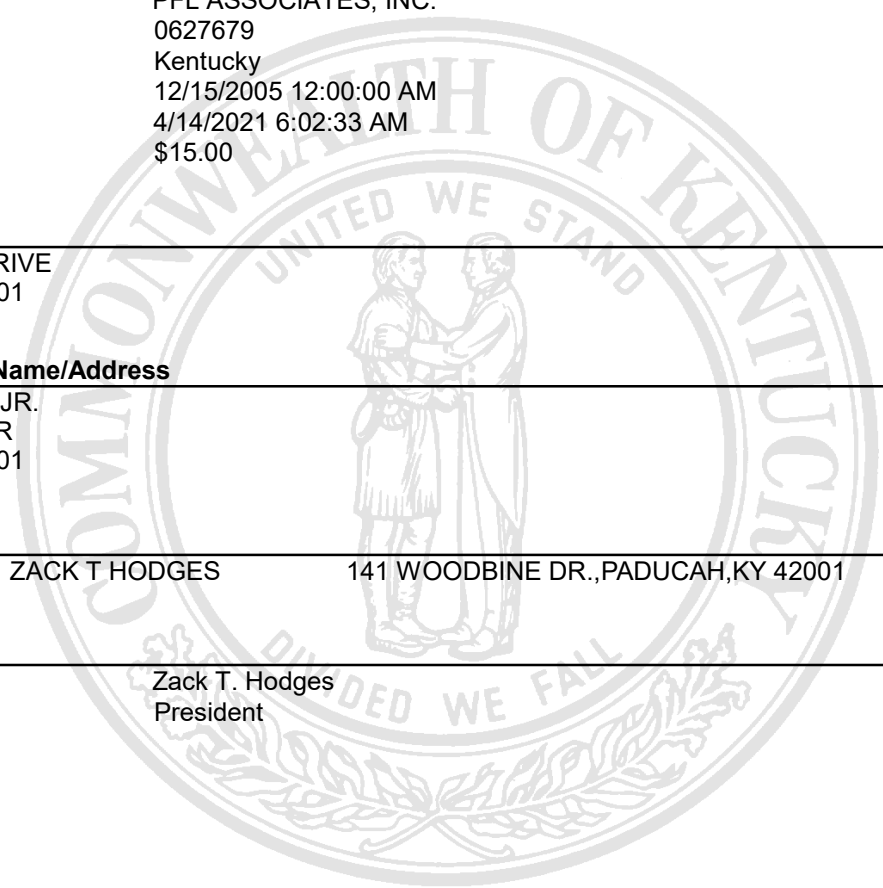 PFL ASSOCIATES, INC.
0627679
Kentucky
12/15/2005 12:00:00 AM
4/14/2021 6:02:33 AM
$15.00
RIVE
01
Name/Address
JR.
R
01
ZACK T HODGES 141 WOODBINE DR.,PADUCAH,KY 42001
Zack T. Hodges
President
COMMONWEALTH OF KENTUCKY
UNITED WE STAND
DIVIDED WE FALL